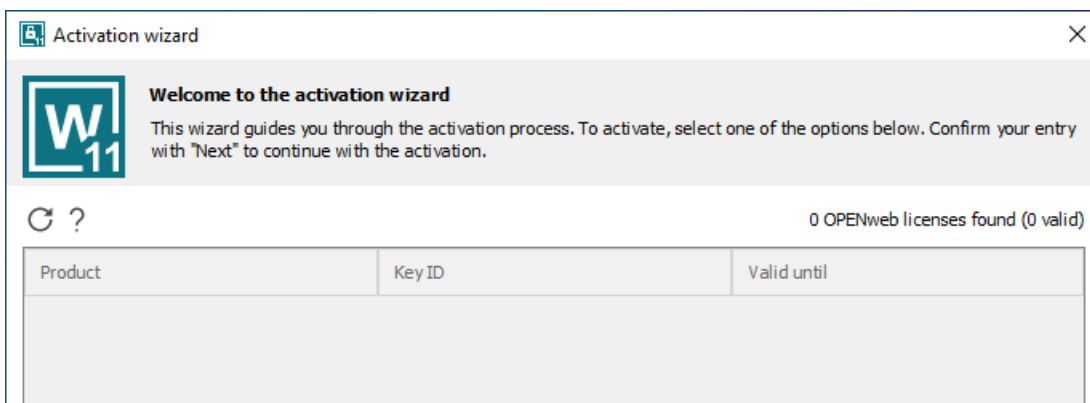 Activation wizard
W
11
Welcome to the activation wizard
This wizard guides you through the activation process. To activate, select one of the options below. Confirm your entry
with "Next" to continue with the activation.
? 0 OPENweb licenses found (0 valid)
Product Key ID Valid until